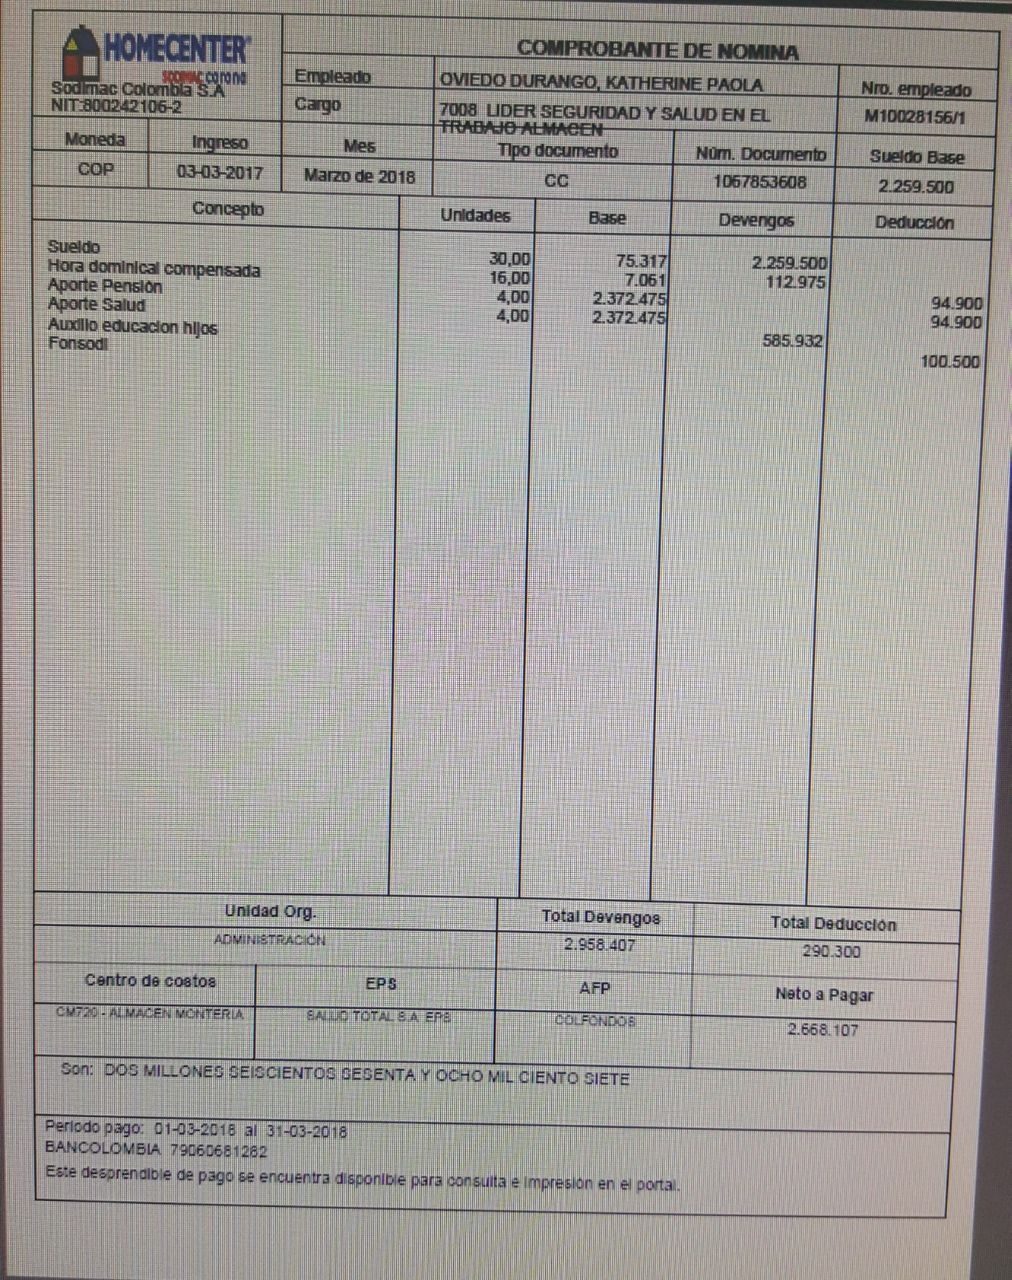 HOMECENTER
SODIMAC corona
Sodimac Colombia S.A
NIT:800242106-2
COMPROBANTE DE NOMINA
Empleado
OVIEDO DURANGO, KATHERINE PAOLA
Nro. empleado
Cargo
7008 LIDER SEGURIDAD Y SALUD EN EL
TRABAJO ALMACEN
M10028156/1
Moneda Ingreso Mes Tipo documento Núm. Documento Sueldo Base
COP 03-03-2017 Marzo de 2018 CC 1067853608 2.259.500
Concepto Unidades Base Devengos Deducción
Sueldo 30,00 75.317 2.259.500
Hora dominical compensada 16,00 7.061 112.975
Aporte Pensión 4,00 2.372.475 94.900
Aporte Salud 4,00 2.372.475 94.900
Auxilio educacion hijos 585.932
Fonsodi 100.500
Unidad Org. Total Devengos Total Deducción
ADMINISTRACIÓN 2.958.407 290.300
Centro de costos EPS AFP Neto a Pagar
CM720 - ALMACEN MONTERIA SALUD TOTAL S.A. EPS COLFONDOS 2.668.107
Son: DOS MILLONES SEISCIENTOS SESENTA Y OCHO MIL CIENTO SIETE
Periodo pago: 01-03-2018 al 31-03-2018
BANCOLOMBIA 79060681282
Este desprendible de pago se encuentra disponible para consulta e impresión en el portal.